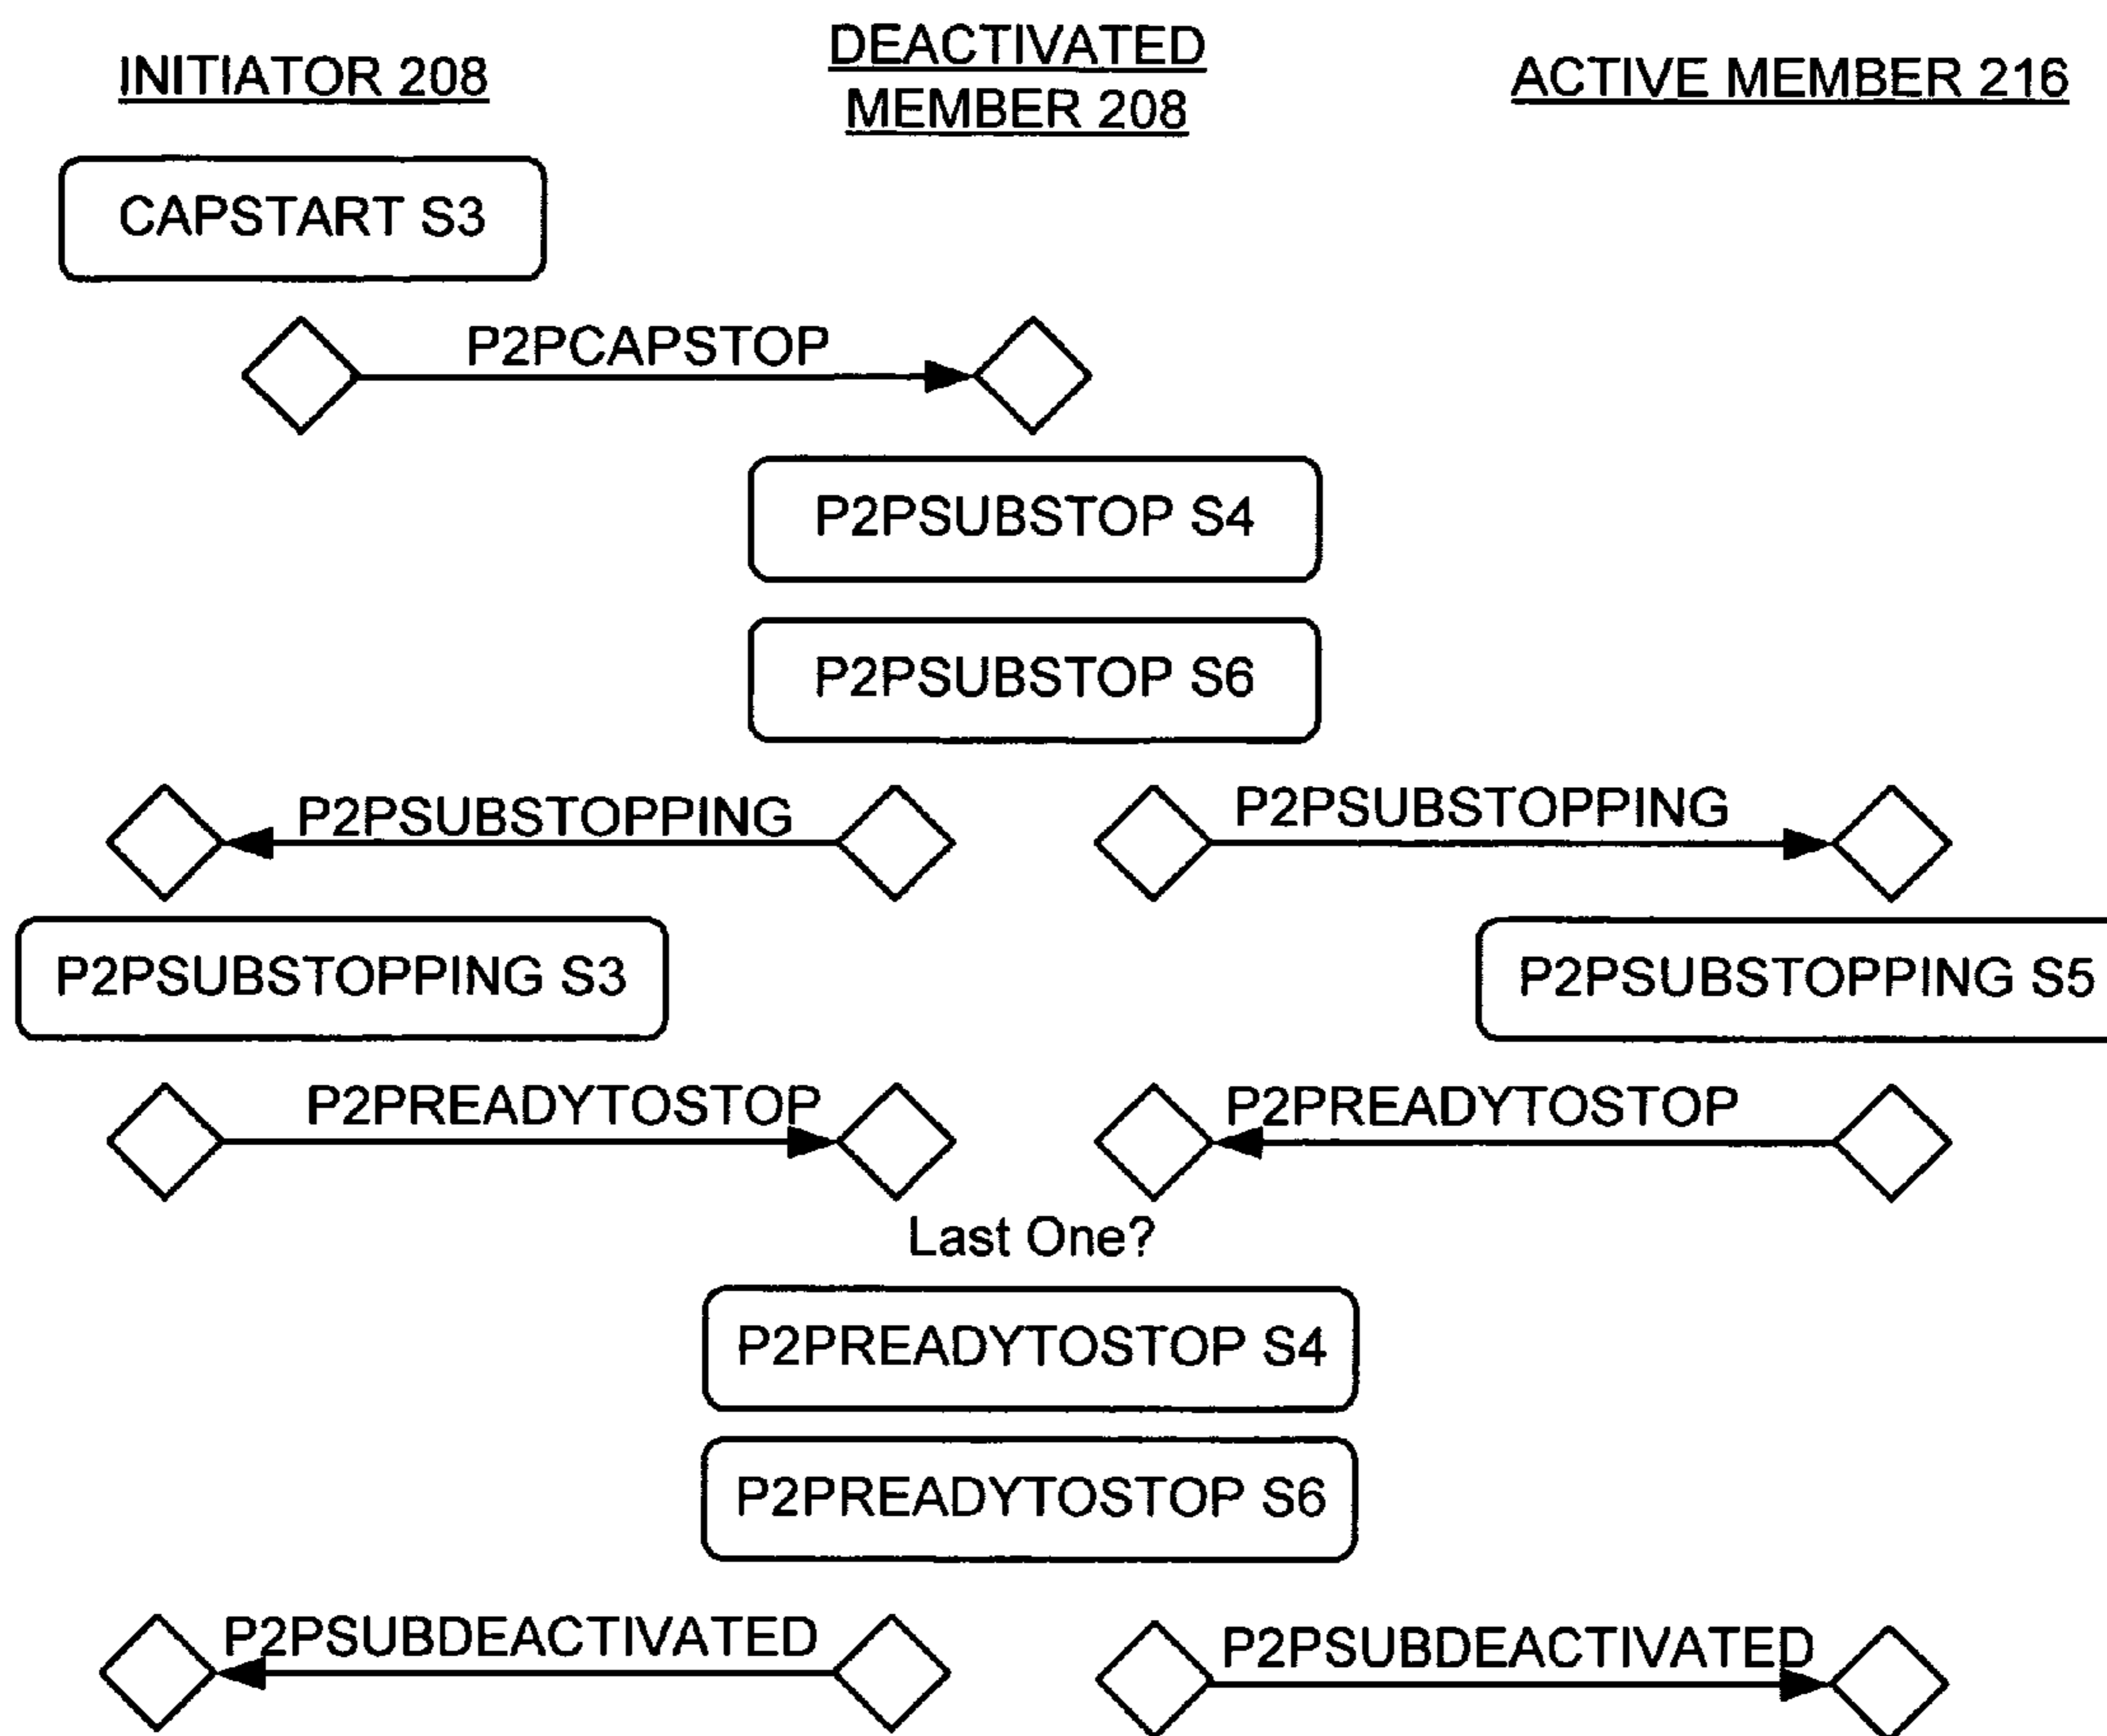 INITIATOR 208
DEACTIVATED
MEMBER 208
ACTIVE MEMBER 216
CAPSTART S3
P2PCAPSTOP
P2PSUBSTOP S4
P2PSUBSTOP S6
P2PSUBSTOPPING
P2PSUBSTOPPING
P2PSUBSTOPPING S3
P2PSUBSTOPPING S5
P2PREADYTOSTOP
P2PREADYTOSTOP
Last One?
P2PREADYTOSTOP S4
P2PREADYTOSTOP S6
P2PSUBDEACTIVATED
P2PSUBDEACTIVATED